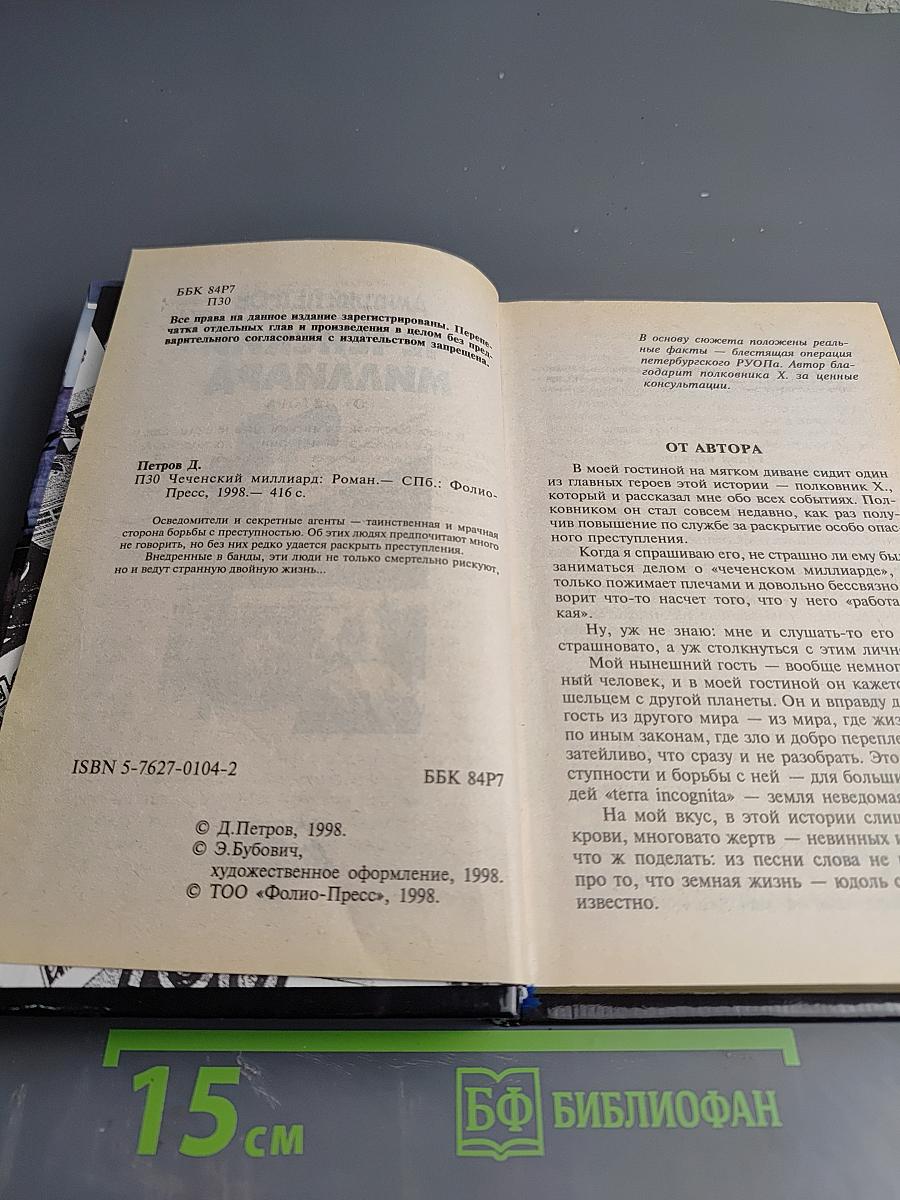 ББК 84Р7
П30
Все права на данное издание зарегистрированы. Перепе-
чатка отдельных глав и произведения в целом без пред-
варительного согласования с издательством запрещена.
Петров Д.
П30 Чеченский миллиард: Роман.— СПб.: Фолио-
Пресс, 1998.— 416 с.
Осведомители и секретные агенты — таинственная и мрачная
сторона борьбы с преступностью. Об этих людях предпочитают много
не говорить, но без них редко удается раскрыть преступления.
Внедренные в банды, эти люди не только смертельно рискуют,
но и ведут странную двойную жизнь...
ISBN 5-7627-0104-2
ББК 84Р7
© Д.Петров, 1998.
© Э.Бубович,
художественное оформление, 1998.
© ТОО «Фолио-Пресс», 1998.
В основу сюжета положены реаль-
ные факты — блестящая операция
петербургского РУОПа. Автор бла-
годарит полковника Х. за ценные
консультации.
ОТ АВТОРА
В моей гостиной на мягком диване сидит один
из главных героев этой истории — полковник Х.,
который и рассказал мне обо всех событиях. Пол-
ковником он стал совсем недавно, как раз полу-
чив повышение по службе за раскрытие особо опас-
ного преступления.
Когда я спрашиваю его, не страшно ли ему бы
заниматься делом о «чеченском миллиарде»,
только пожимает плечами и довольно бессвязно
ворит что-то насчет того, что у него «работа
кая».
Ну, уж не знаю: мне и слушать-то его
страшновато, а уж столкнуться с этим личн
Мой нынешний гость — вообще немног
ный человек, и в моей гостиной он кажет
шельцем с другой планеты. Он и вправду д
гость из другого мира — из мира, где жиз
по иным законам, где зло и добро перепле
затейливо, что сразу и не разобрать. Это
ступности и борьбы с ней — для больши
дей «terra incognita» — земля неведомая
На мой вкус, в этой истории слиш
крови, многовато жертв — невинных и
что ж поделать: из песни слова не
про то, что земная жизнь — юдоль с
известно.
15 см
БФ БИБЛИОФАН